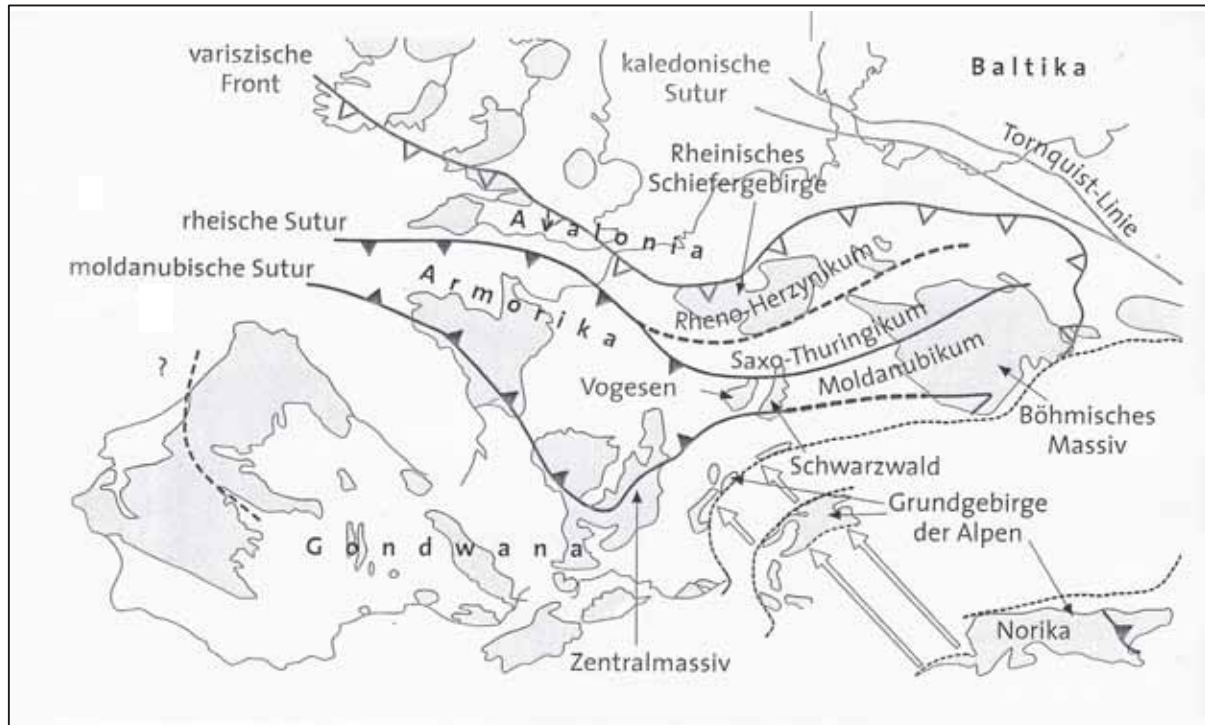 variszische
Front
kaledonische
Sutur
Baltika
Tornquist-Linie
Rheinisches
Schiefergebirge
rheische Sutur
Avalonia
moldanubische Sutur
Armorika
Rheno-Herzynikum
Saxo-Thuringikum
?
Vogesen
Moldanubikum
Böhmisches
Massiv
Schwarzwald
Grundgebirge
der Alpen
Gondwana
Norika
Zentralmassiv